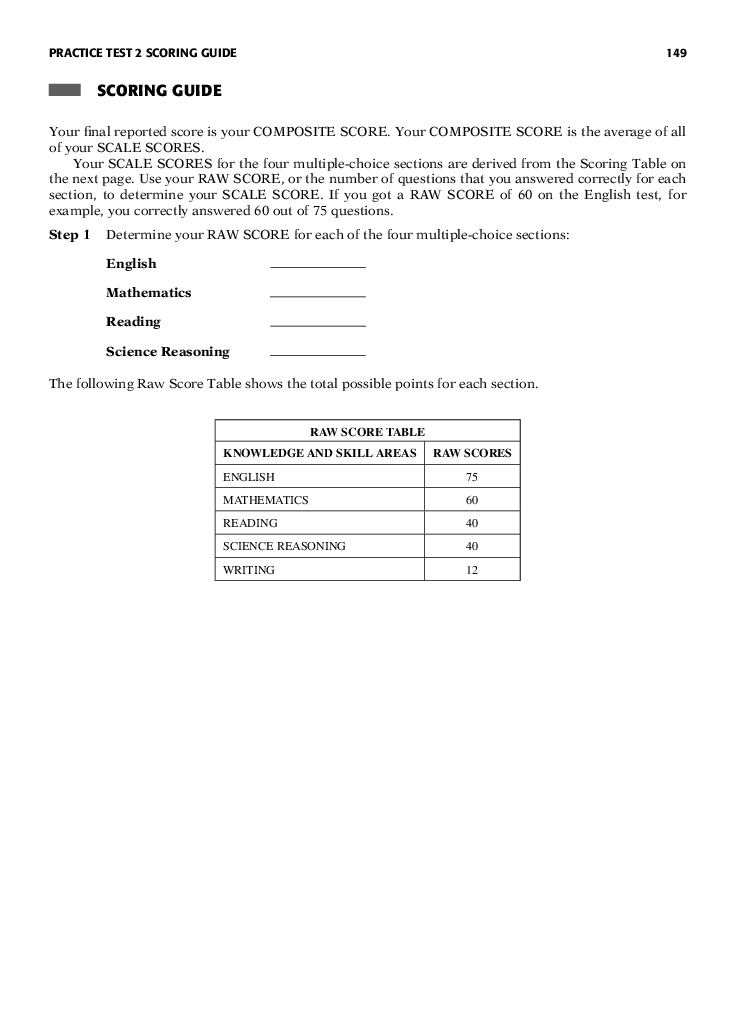 PRACTICE TEST 2 SCORING GUIDE 149
SCORING GUIDE
Your final reported score is your COMPOSITE SCORE. Your COMPOSITE SCORE is the average of all
of your SCALE SCORES.
Your SCALE SCORES for the four multiple-choice sections are derived from the Scoring Table on
the next page. Use your RAW SCORE, or the number of questions that you answered correctly for each
section, to determine your SCALE SCORE. If you got a RAW SCORE of 60 on the English test, for
example, you correctly answered 60 out of 75 questions.
Step 1 Determine your RAW SCORE for each of the four multiple-choice sections:
English
Mathematics
Reading
Science Reasoning
The following Raw Score Table shows the total possible points for each section.
RAW SCORE TABLE
KNOWLEDGE AND SKILL AREAS RAW SCORES
ENGLISH 75
MATHEMATICS 60
READING 40
SCIENCE REASONING 40
WRITING 12